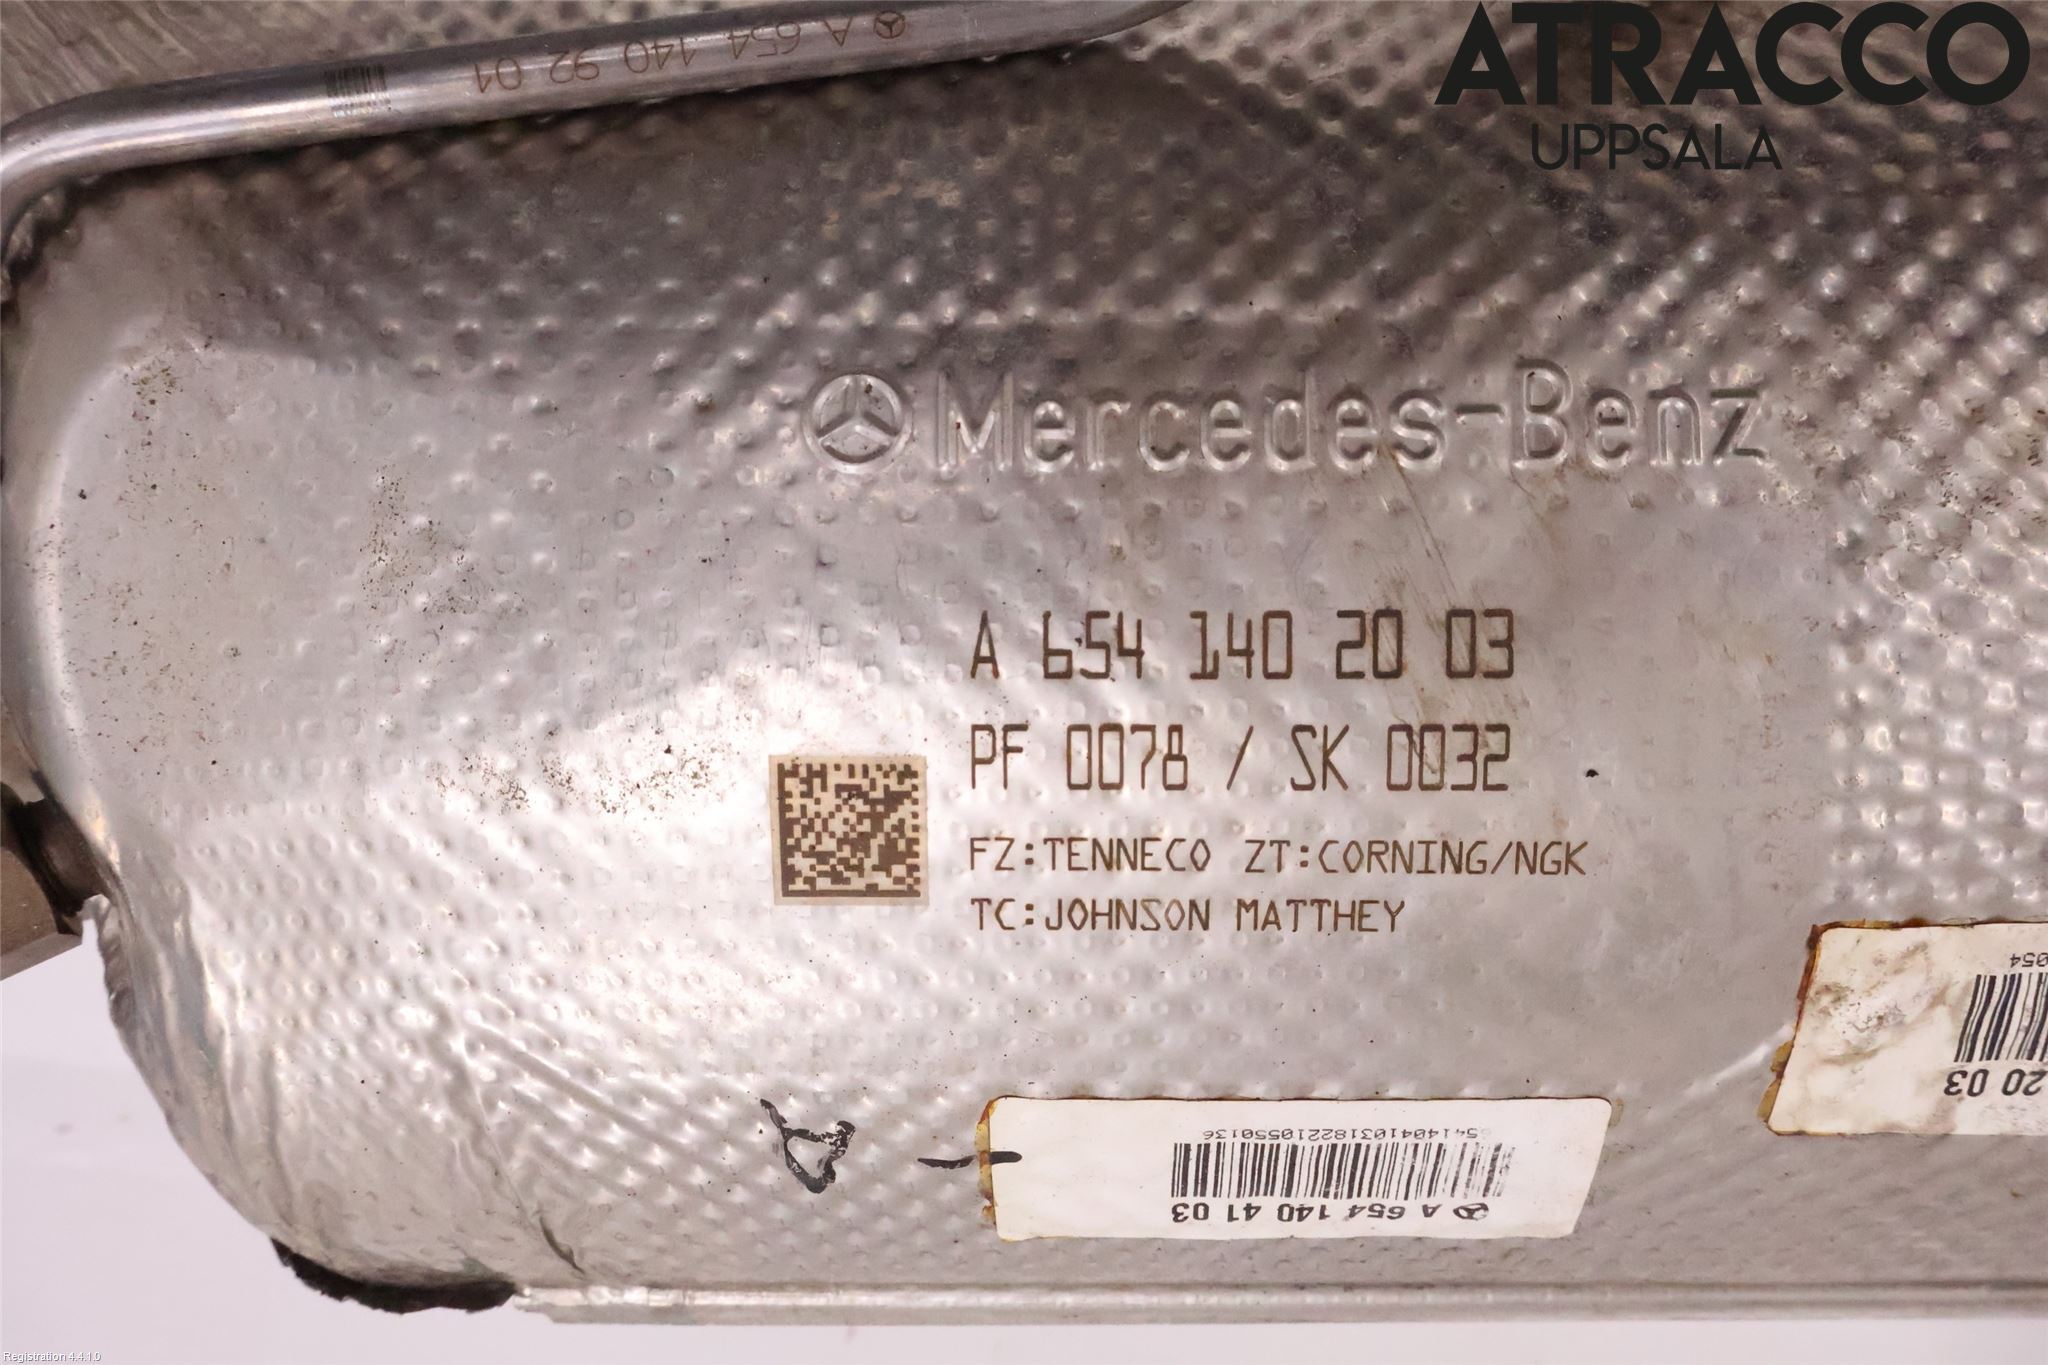 ATRACCO
UPPSALA
A 654 140 92 01
Mercedes-Benz
A 654 140 20 03
PF 0078 / SK 0032
FZ:TENNECO ZT:CORNING/NGK
TC:JOHNSON MATTHEY
A 654 140 41 03
20 03
054
Registration 4.4.1.0